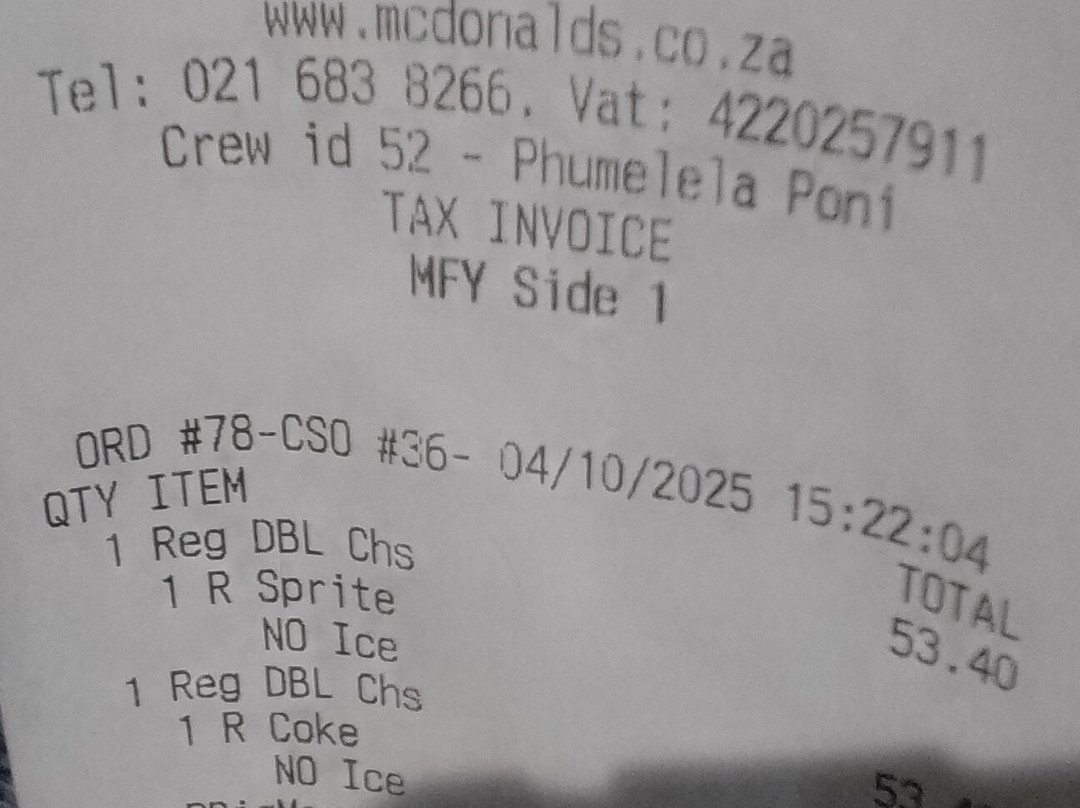 www.mcdonalds.co.za
Tel: 021 683 8266. Vat: 4220257911
Crew id 52 - Phumelela Poni
TAX INVOICE
MFY Side 1
ORD #78-CSO #36- 04/10/2025 15:22:04
QTY ITEM TOTAL
1 Reg DBL Chs 53.40
1 R Sprite
NO Ice
1 Reg DBL Chs 53.
1 R Coke
NO Ice